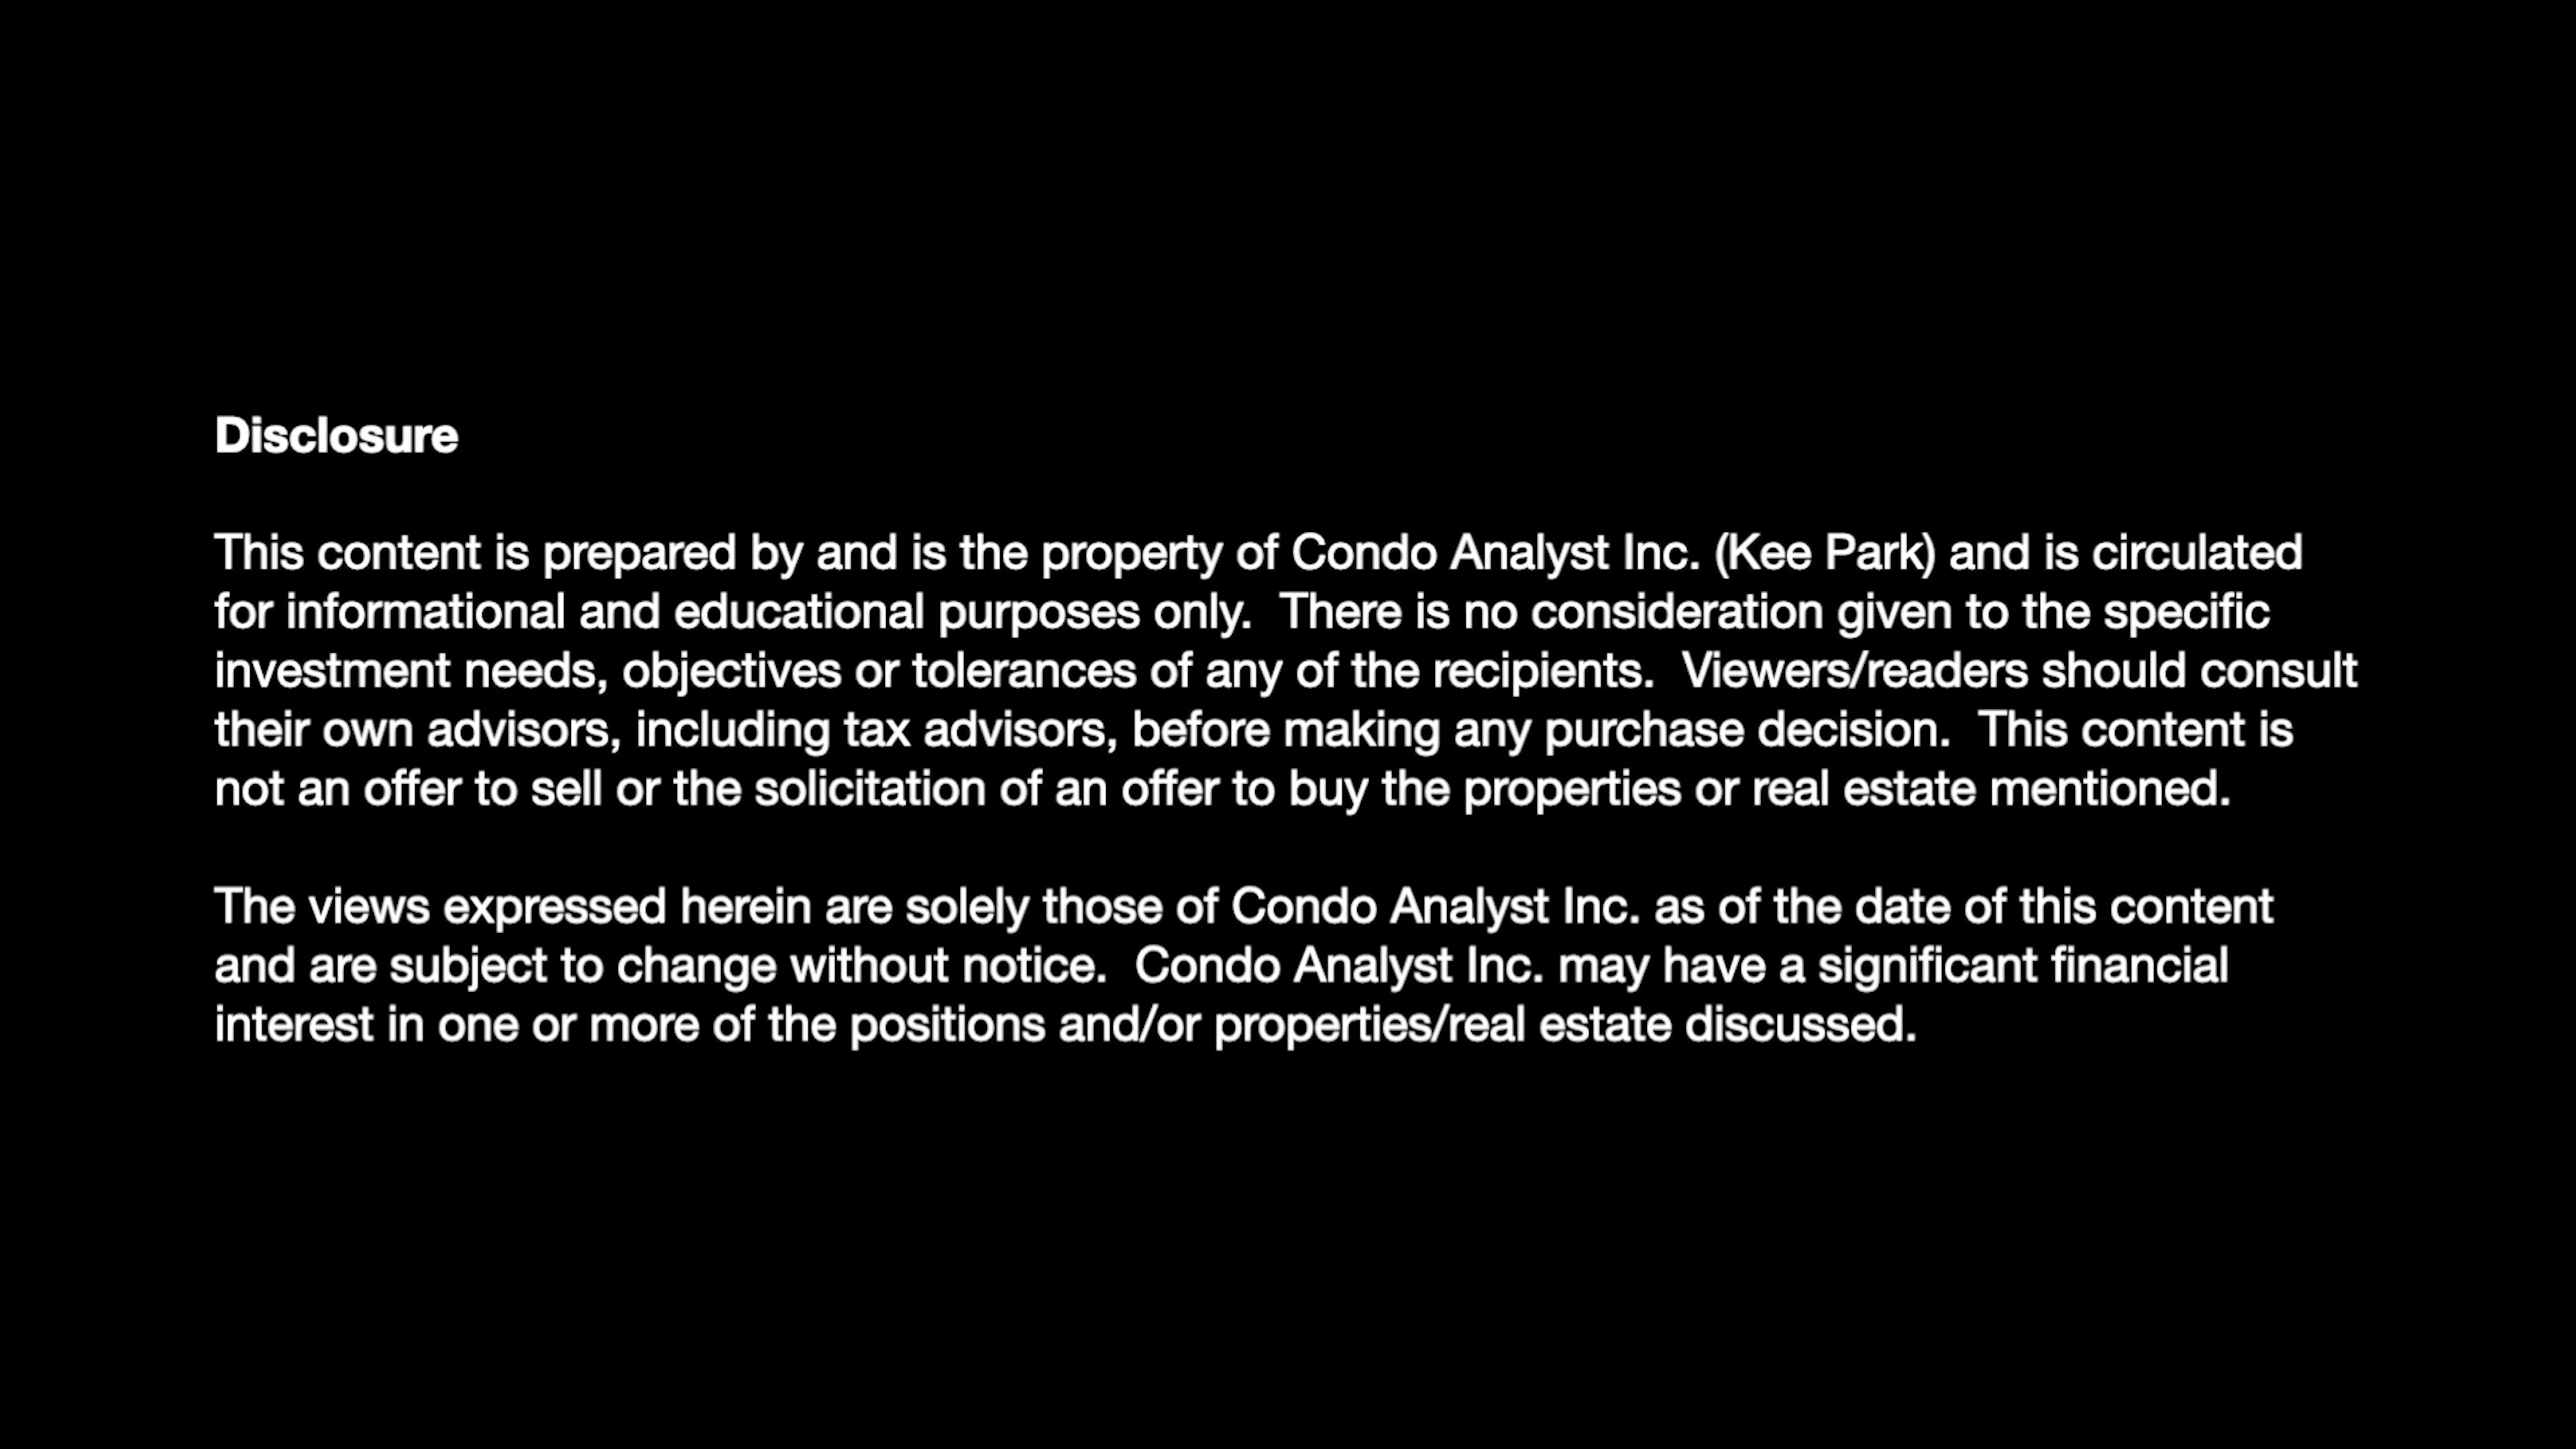 Disclosure
This content is prepared by and is the property of Condo Analyst Inc. (Kee Park) and is circulated
for informational and educational purposes only.  There is no consideration given to the specific
investment needs, objectives or tolerances of any of the recipients.  Viewers/readers should consult
their own advisors, including tax advisors, before making any purchase decision.  This content is
not an offer to sell or the solicitation of an offer to buy the properties or real estate mentioned.
The views expressed herein are solely those of Condo Analyst Inc. as of the date of this content
and are subject to change without notice.  Condo Analyst Inc. may have a significant financial
interest in one or more of the positions and/or properties/real estate discussed.